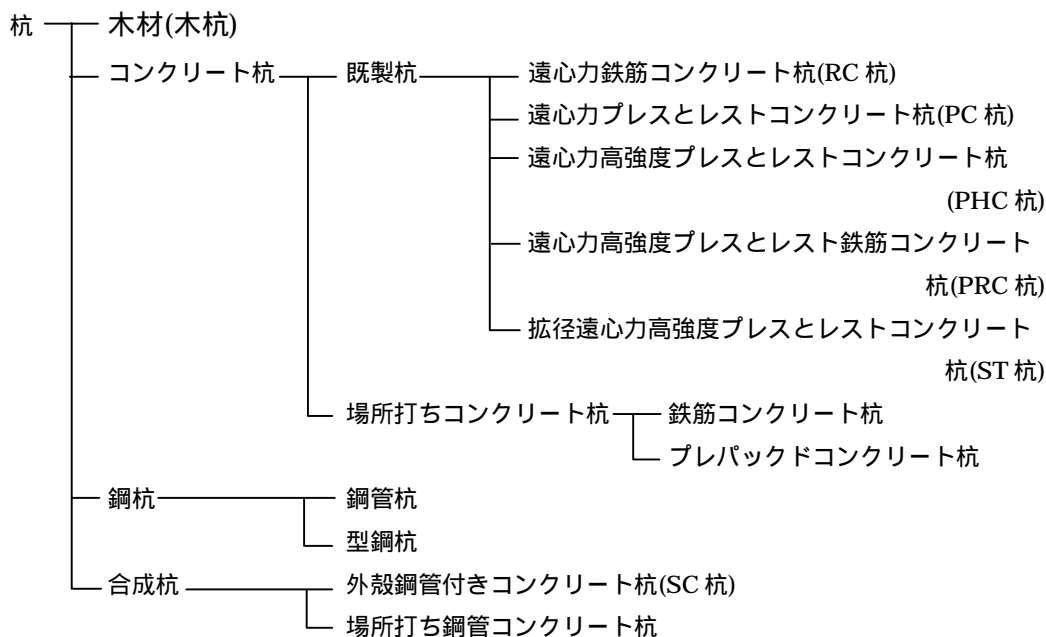 杭 木材(木杭)
コンクリート杭 既製杭 遠心力鉄筋コンクリート杭(RC 杭)
遠心力プレスとレストコンクリート杭(PC 杭)
遠心力高強度プレスとレストコンクリート杭
(PHC 杭)
遠心力高強度プレスとレスト鉄筋コンクリート
杭(PRC 杭)
拡径遠心力高強度プレスとレストコンクリート
杭(ST 杭)
場所打ちコンクリート杭 鉄筋コンクリート杭
プレパックドコンクリート杭
鋼杭 鋼管杭
型鋼杭
合成杭 外殻鋼管付きコンクリート杭(SC 杭)
場所打ち鋼管コンクリート杭